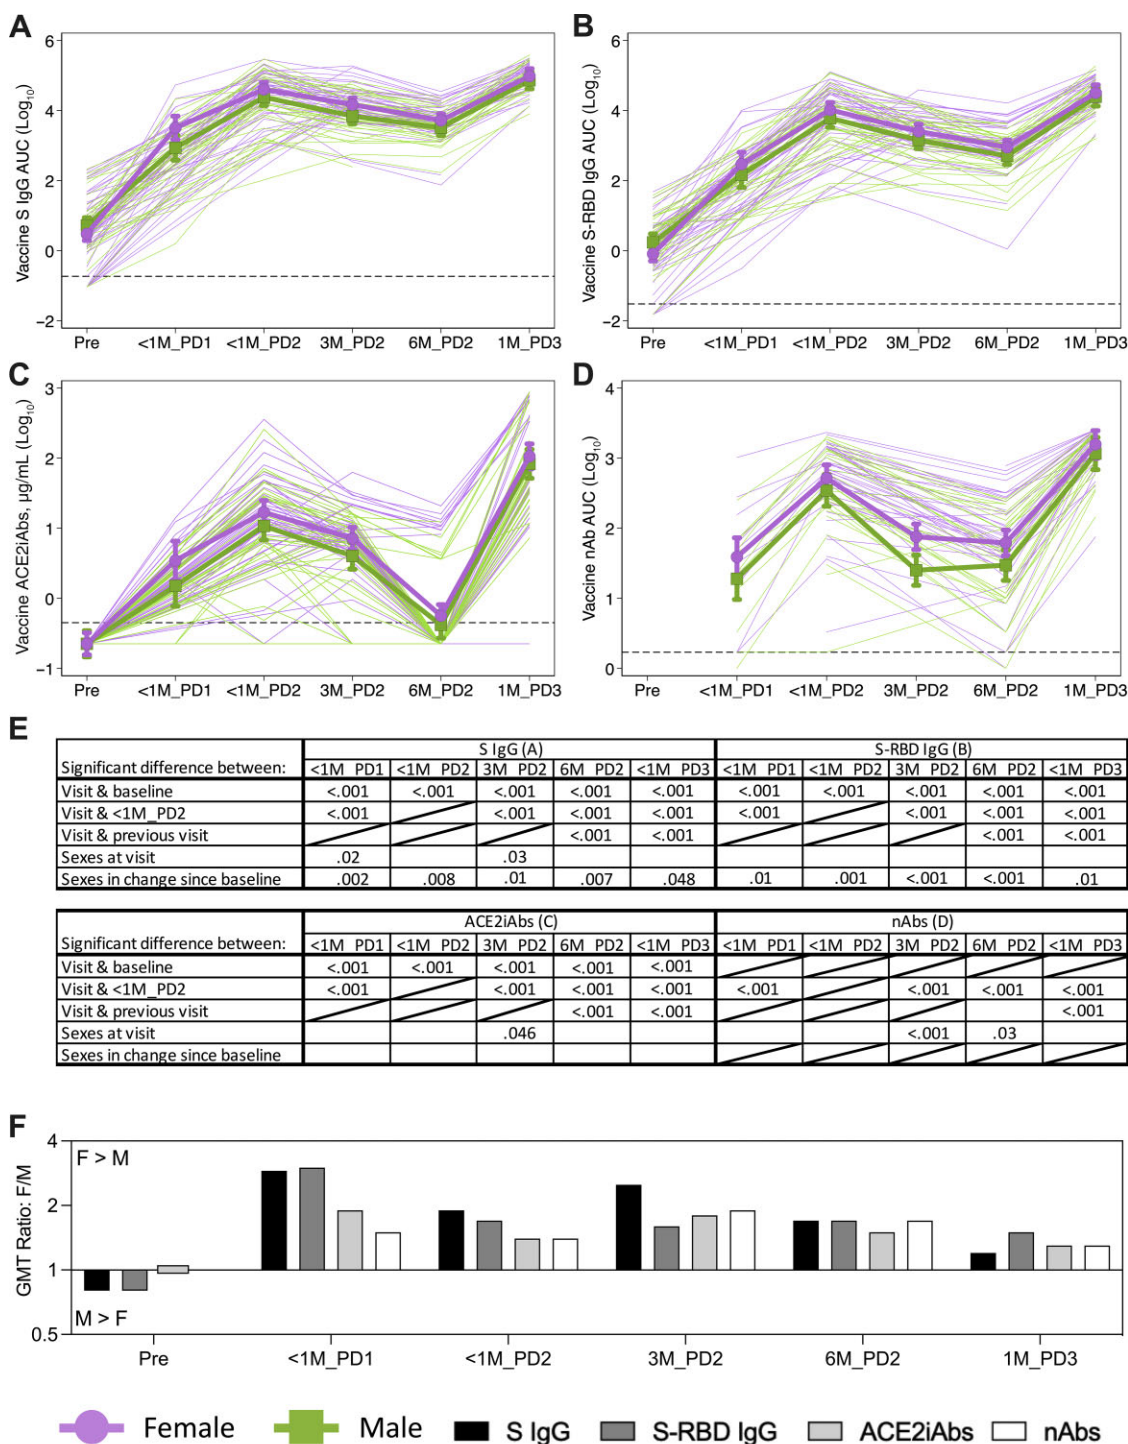 A
B
Vaccine S IgG AUC (Log10)
6
4
2
0
−2
Pre <1M_PD1 <1M_PD2 3M_PD2 6M_PD2 1M_PD3
Vaccine S-RBD IgG AUC (Log10)
6
4
2
0
−2
Pre <1M_PD1 <1M_PD2 3M_PD2 6M_PD2 1M_PD3
C
D
Vaccine ACE2iAbs, µg/mL (Log10)
3
2
1
0
−1
Pre <1M_PD1 <1M_PD2 3M_PD2 6M_PD2 1M_PD3
Vaccine nAb AUC (Log10)
4
3
2
1
0
Pre <1M_PD1 <1M_PD2 3M_PD2 6M_PD2 1M_PD3
E
S IgG (A) S-RBD IgG (B)
Significant difference between: <1M_PD1 <1M_PD2 3M_PD2 6M_PD2 <1M_PD3 <1M_PD1 <1M_PD2 3M_PD2 6M_PD2 <1M_PD3
Visit & baseline <.001 <.001 <.001 <.001 <.001 <.001 <.001 <.001 <.001 <.001
Visit & <1M_PD2 <.001 <.001 <.001 <.001 <.001 <.001 <.001 <.001
Visit & previous visit <.001 <.001 <.001 <.001
Sexes at visit .02 .03
Sexes in change since baseline .002 .008 .01 .007 .048 .01 .001 <.001 <.001 .01
ACE2iAbs (C) nAbs (D)
Significant difference between: <1M_PD1 <1M_PD2 3M_PD2 6M_PD2 <1M_PD3 <1M_PD1 <1M_PD2 3M_PD2 6M_PD2 <1M_PD3
Visit & baseline <.001 <.001 <.001 <.001 <.001
Visit & <1M_PD2 <.001 <.001 <.001 <.001 <.001 <.001 <.001 <.001
Visit & previous visit <.001 <.001 <.001
Sexes at visit .046 <.001 .03
Sexes in change since baseline
F
GMT Ratio: F/M
4
2
1
0.5
F > M
M > F
Pre <1M_PD1 <1M_PD2 3M_PD2 6M_PD2 1M_PD3
Female Male S IgG S-RBD IgG ACE2iAbs nAbs